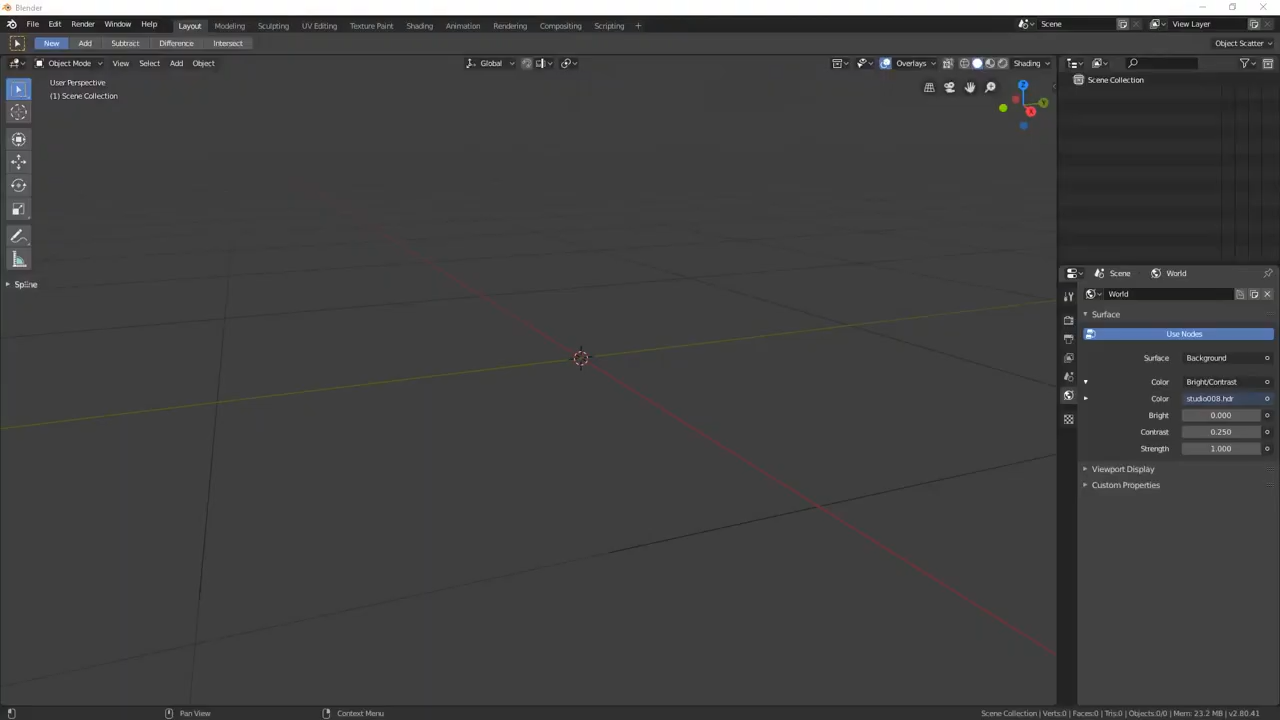 Blender
File Edit Render Window Help Layout Modeling Sculpting UV Editing Texture Paint Shading Animation Rendering Compositing Scripting + Scene View Layer
New Add Subtract Difference Intersect Object Scatter
Object Mode View Select Add Object Global Overlays Shading
User Perspective
(1) Scene Collection
Z
Y
X
Spline
Scene Collection
Scene World
World
Surface
Use Nodes
Surface Background
Color Bright/Contrast
Color studio008.hdr
Bright 0.000
Contrast 0.250
Strength 1.000
Viewport Display
Custom Properties
Pan View Context Menu Scene Collection | Verts:0 | Faces:0 | Tris:0 | Objects:0/0 | Mem: 23.2 MB | v2.80.41